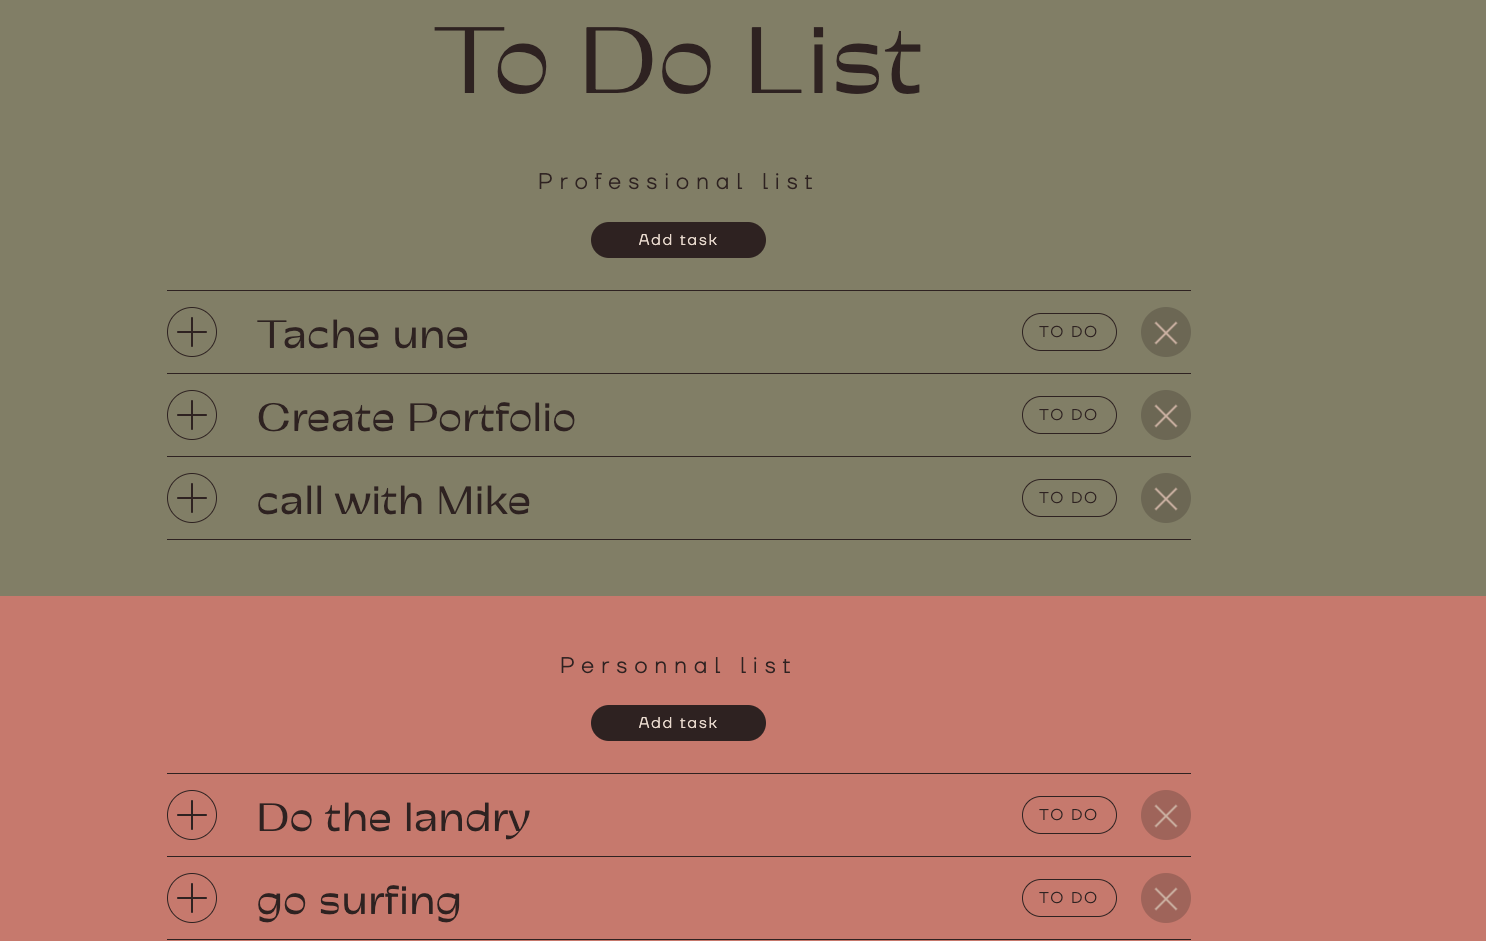 To Do List
Professional list
Add task
Tache une TO DO
Create Portfolio TO DO
call with Mike TO DO
Personnal list
Add task
Do the landry TO DO
go surfing TO DO